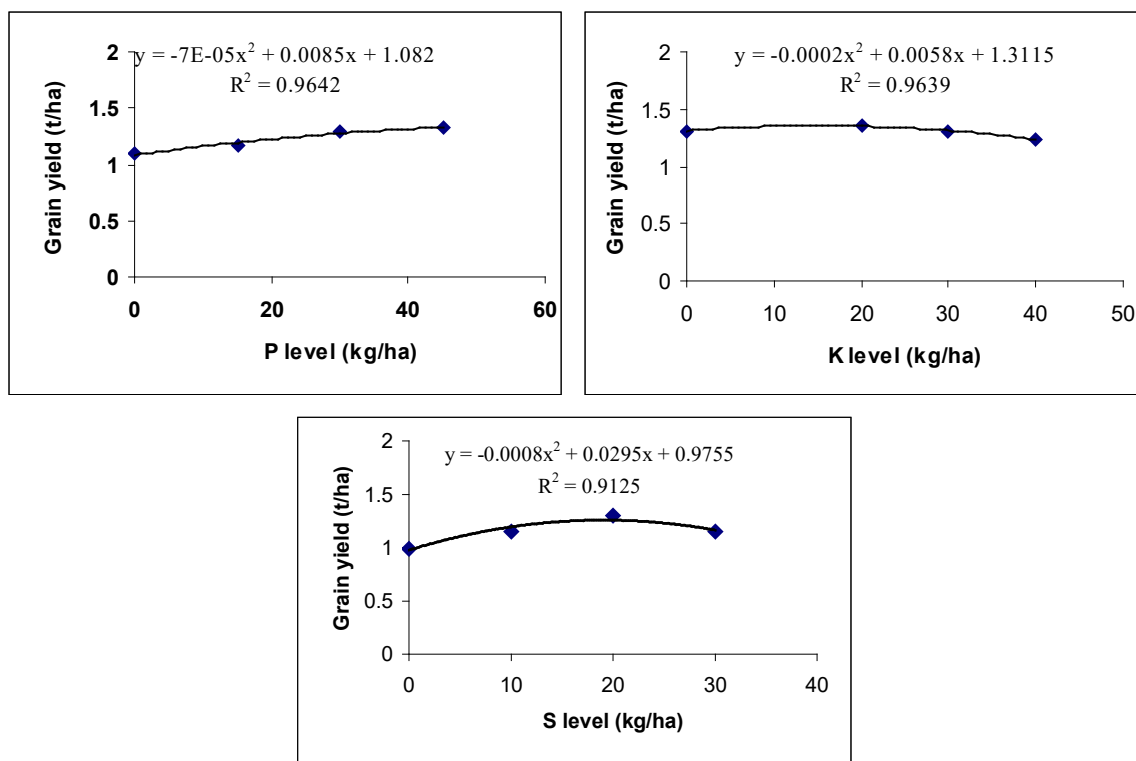 y = -7E-05x² + 0.0085x + 1.082
R² = 0.9642
Grain yield (t/ha)
2
1.5
1
0.5
0
0 20 40 60
P level (kg/ha)
y = -0.0002x² + 0.0058x + 1.3115
R² = 0.9639
Grain yield (t/ha)
2
1.5
1
0.5
0
0 10 20 30 40 50
K level (kg/ha)
y = -0.0008x² + 0.0295x + 0.9755
R² = 0.9125
Grain yield (t/ha)
2
1.5
1
0.5
0
0 10 20 30 40
S level (kg/ha)